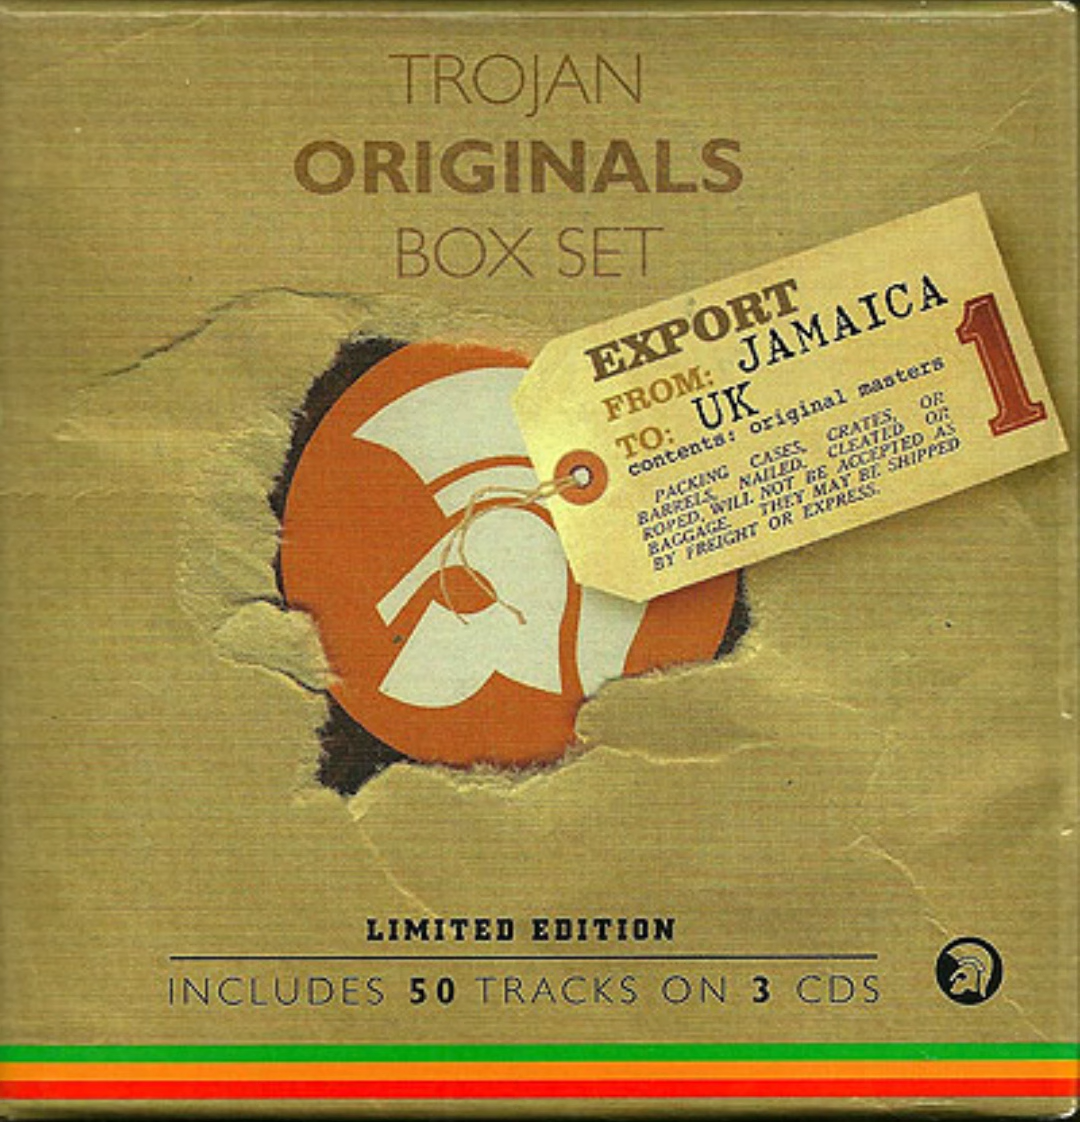 TROJAN
ORIGINALS
BOX SET
EXPORT
FROM: JAMAICA
TO: UK
contents: original masters
1
PACKING CASES, CRATES, OR
BARRELS, NAILED, CLEATED OR
ROPED, WILL NOT BE ACCEPTED AS
BAGGAGE. THEY MAY BE SHIPPED
BY FREIGHT OR EXPRESS.
LIMITED EDITION
INCLUDES 50 TRACKS ON 3 CDS